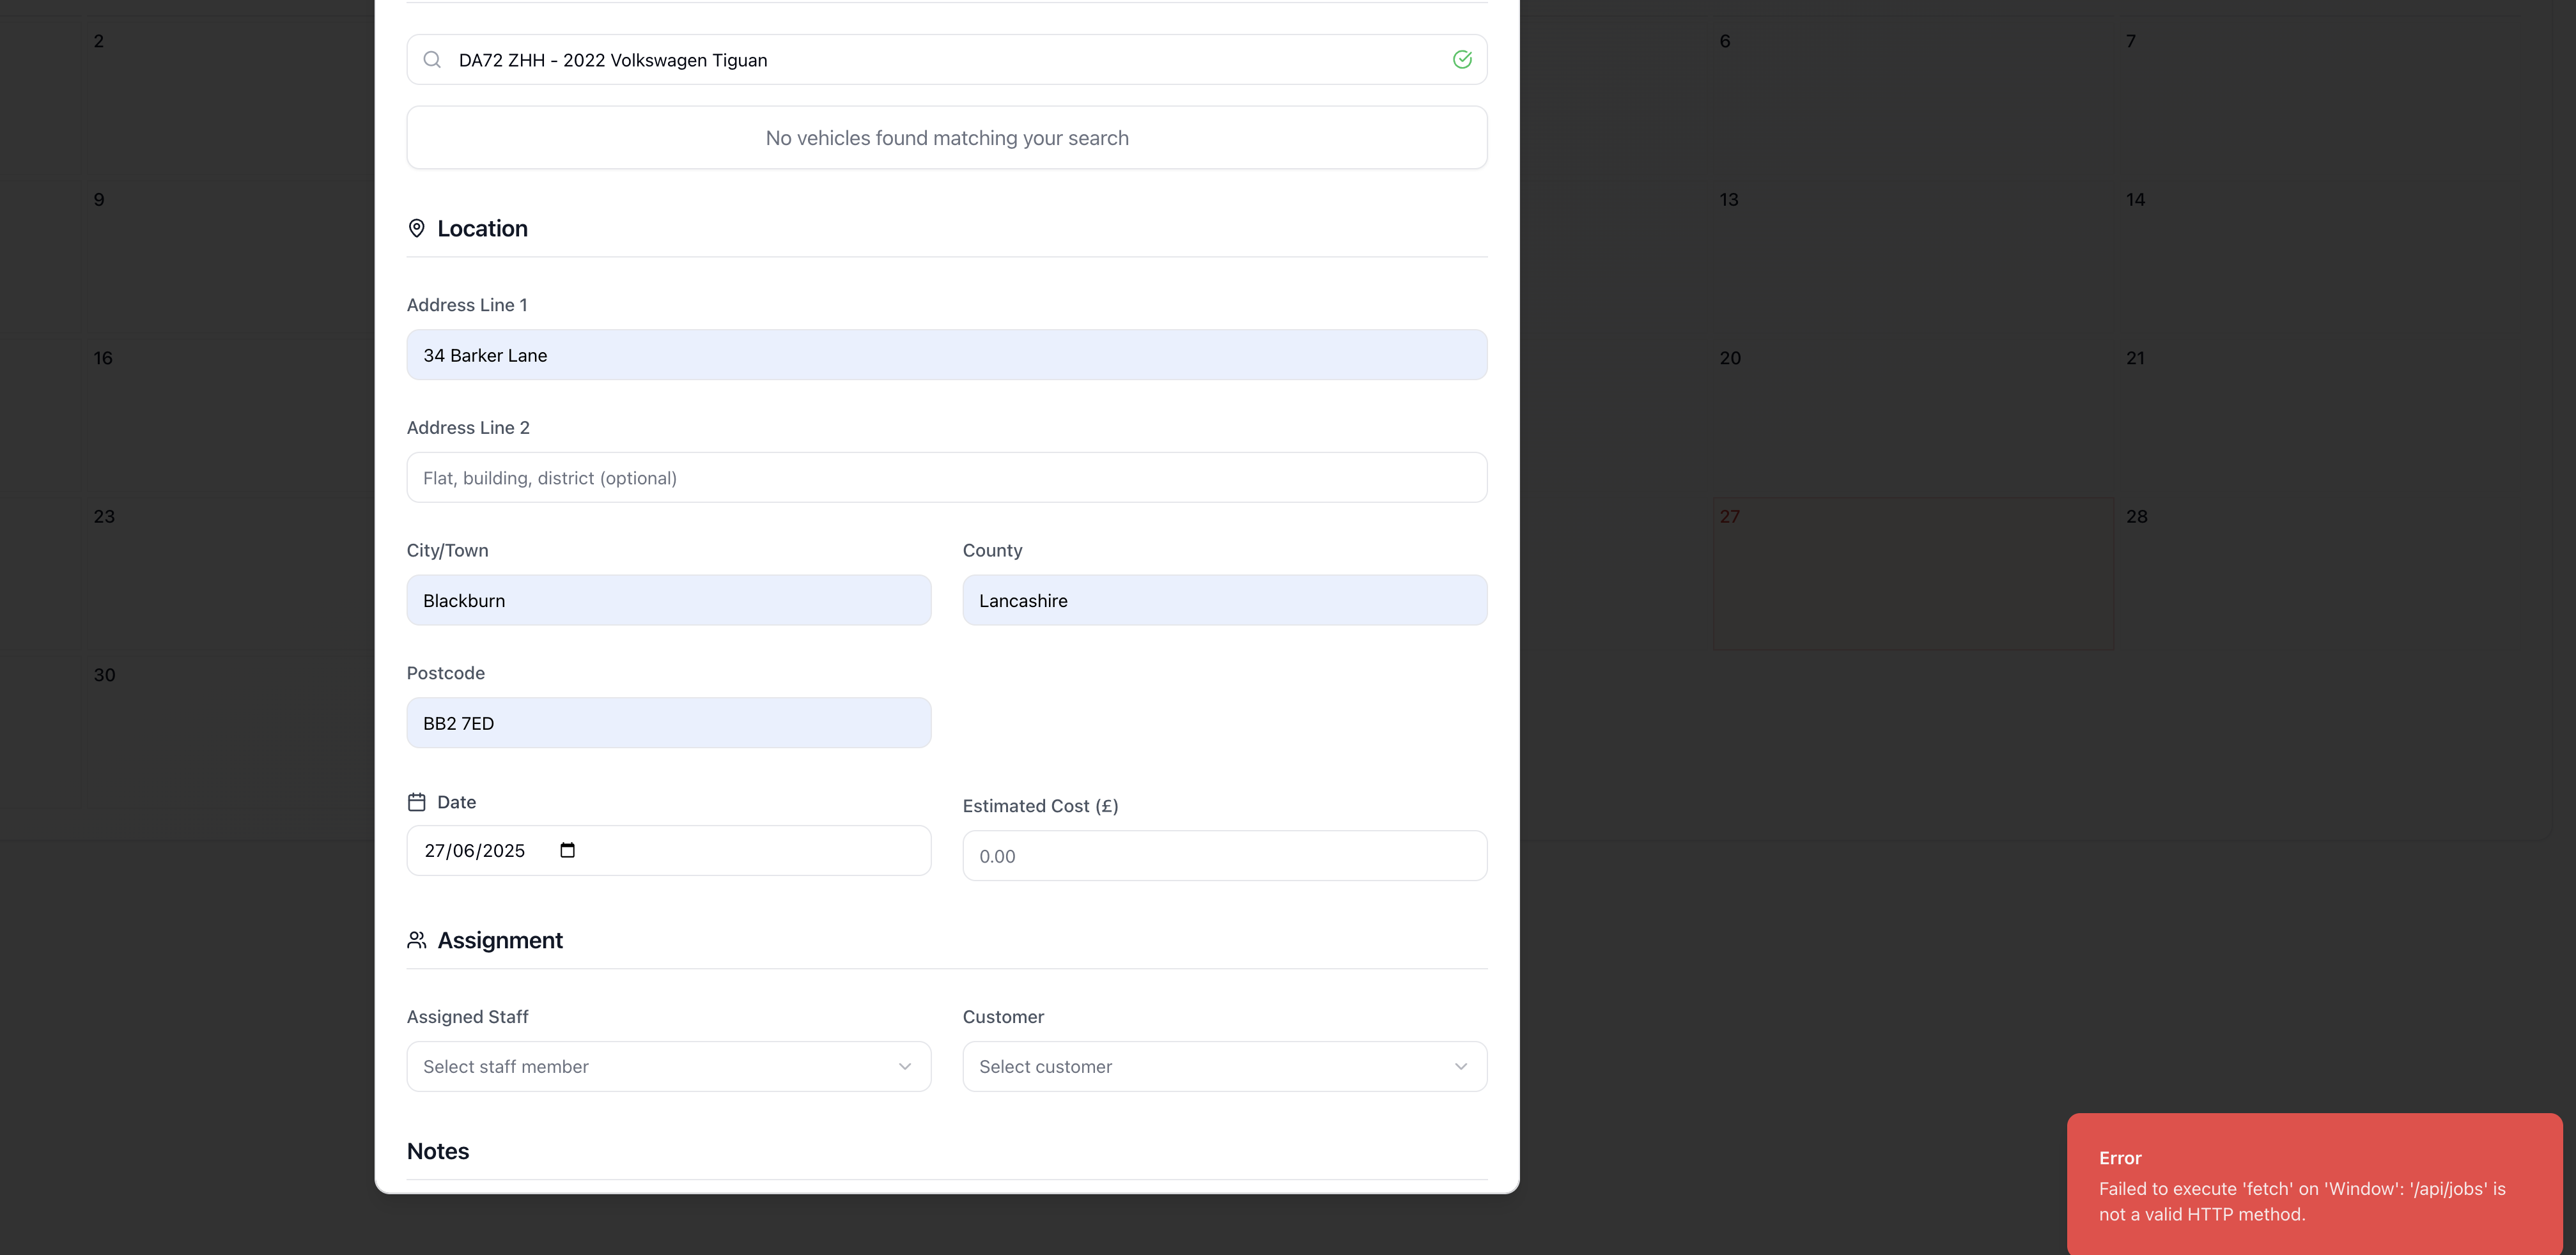 DA72 ZHH - 2022 Volkswagen Tiguan
No vehicles found matching your search
Location
Address Line 1
34 Barker Lane
Address Line 2
Flat, building, district (optional)
City/Town
County
Blackburn
Lancashire
Postcode
BB2 7ED
Date
Estimated Cost (£)
27/06/2025
0.00
Assignment
Assigned Staff
Customer
Select staff member
Select customer
Notes
2
6
7
9
13
14
16
20
21
23
27
28
30
Error
Failed to execute 'fetch' on 'Window': '/api/jobs' is
not a valid HTTP method.